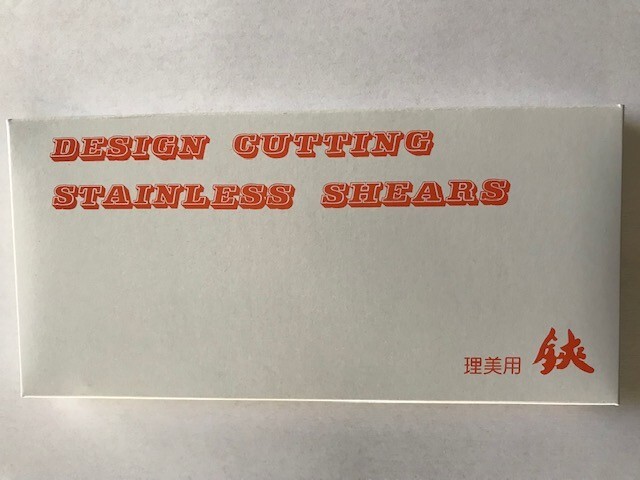 DESIGN CUTTING
STAINLESS SHEARS
理美用 鋏